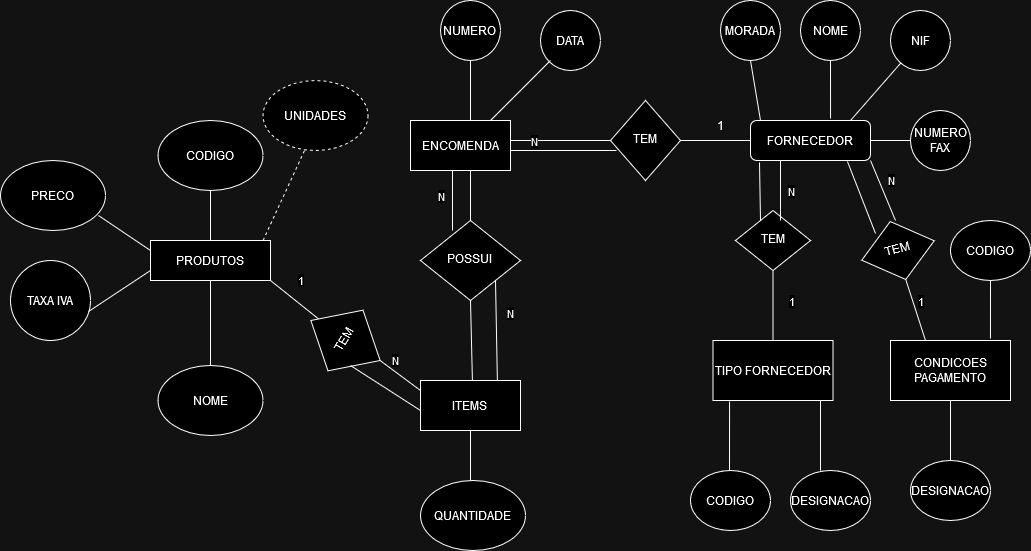 NUMERO
DATA
MORADA
NOME
NIF
UNIDADES
ENCOMENDA
N
TEM
1
FORNECEDOR
NUMERO
FAX
CODIGO
PRECO
N
N
N
PRODUTOS
POSSUI
TEM
TEM
CODIGO
TAXA IVA
1
N
1
1
TEM
N
TIPO FORNECEDOR
CONDICOES
PAGAMENTO
NOME
ITEMS
QUANTIDADE
CODIGO
DESIGNACAO
DESIGNACAO